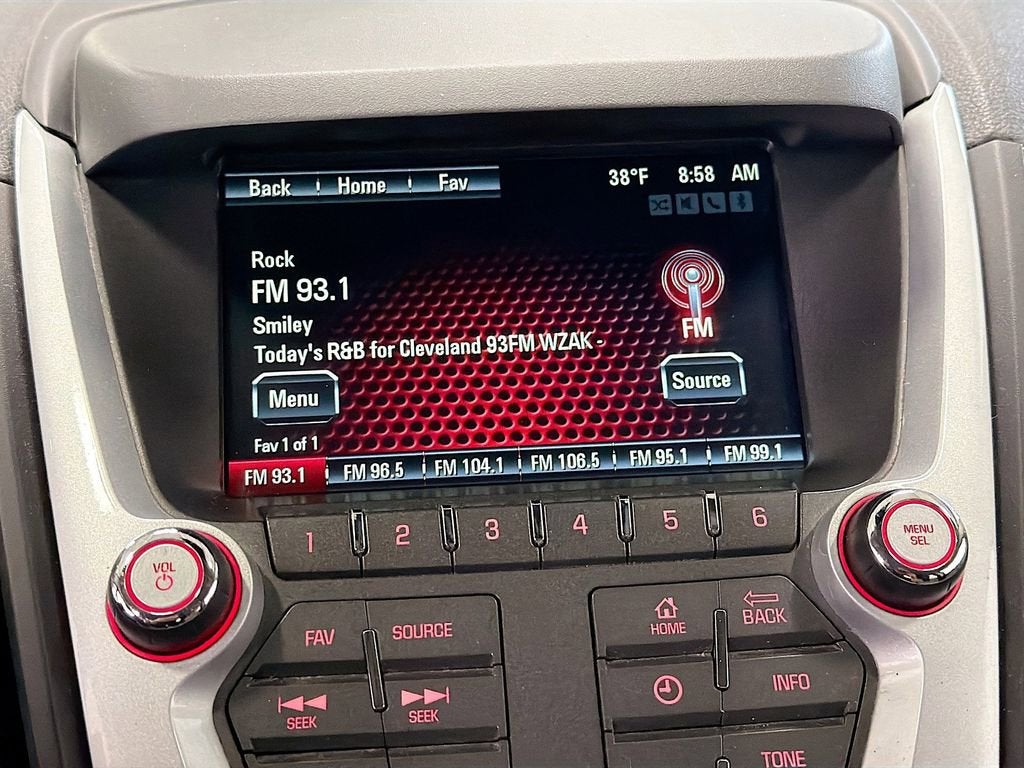 Back Home Fav 38°F 8:58 AM
Rock
FM 93.1
Smiley
FM
Today's R&B for Cleveland 93FM WZAK -
Menu Source
Fav 1 of 1
FM 93.1 FM 96.5 FM 104.1 FM 106.5 FM 95.1 FM 99.1
1 2 3 4 5 6
VOL
MENU
SEL
FAV SOURCE
HOME BACK
SEEK SEEK
INFO
TONE